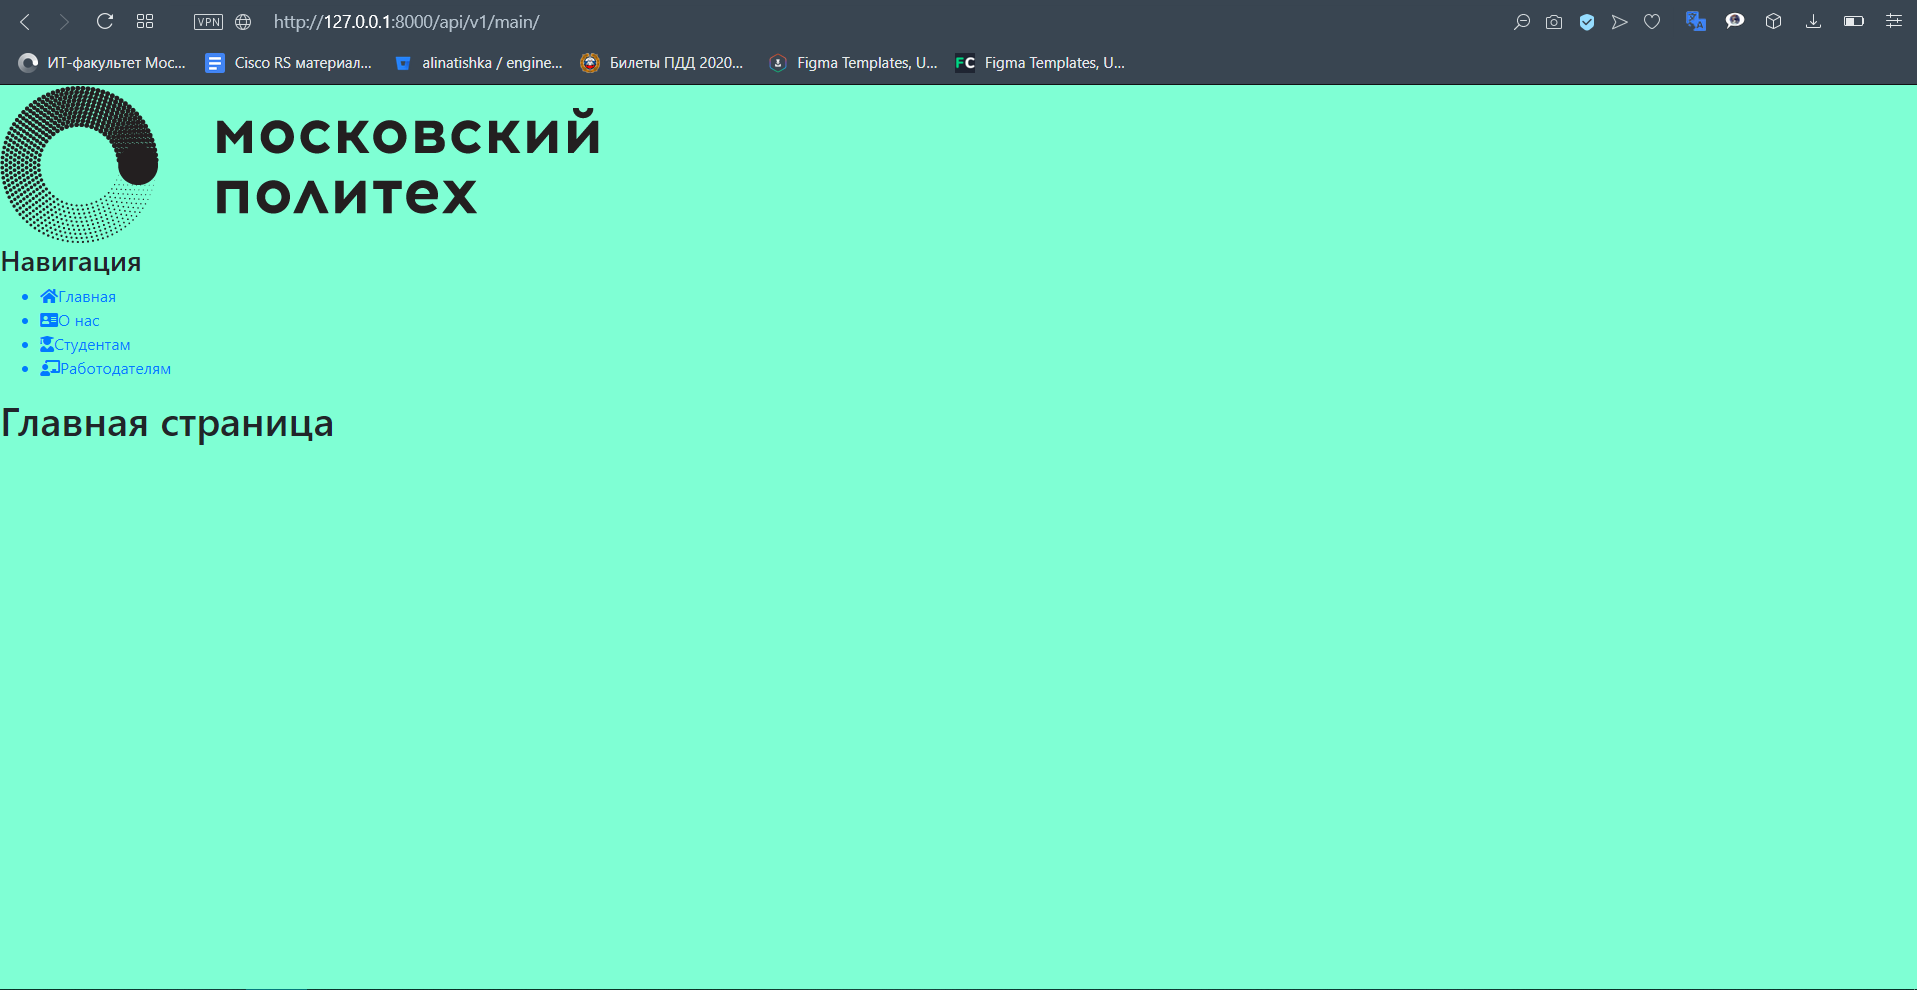 VPN http://127.0.0.1:8000/api/v1/main/
ИТ-факультет Мос... Cisco RS материал... alinatishka / engine... Билеты ПДД 2020... Figma Templates, U... FC Figma Templates, U...
московский
политех
Навигация
Главная
О нас
Студентам
Работодателям
Главная страница